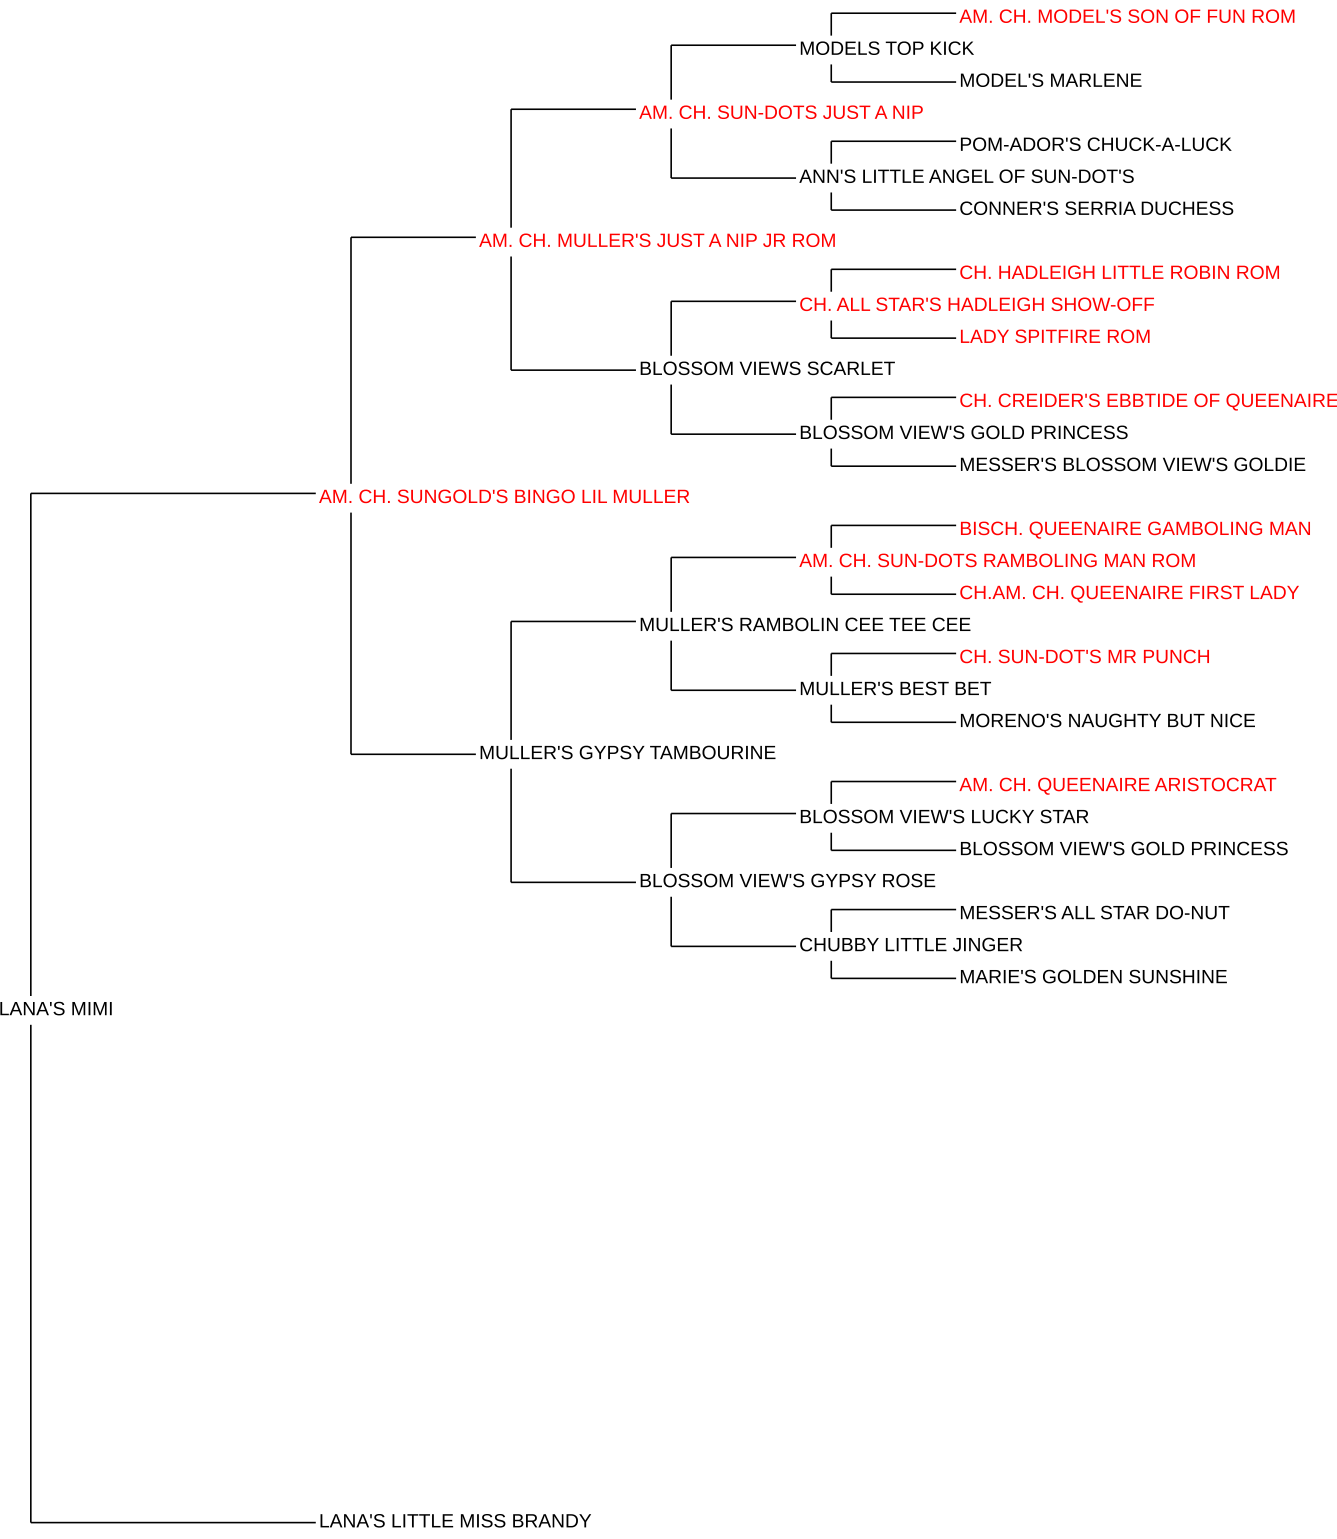 AM. CH. MODEL'S SON OF FUN ROM
MODELS TOP KICK
MODEL'S MARLENE
AM. CH. SUN-DOTS JUST A NIP
POM-ADOR'S CHUCK-A-LUCK
ANN'S LITTLE ANGEL OF SUN-DOT'S
CONNER'S SERRIA DUCHESS
AM. CH. MULLER'S JUST A NIP JR ROM
CH. HADLEIGH LITTLE ROBIN ROM
CH. ALL STAR'S HADLEIGH SHOW-OFF
LADY SPITFIRE ROM
BLOSSOM VIEWS SCARLET
CH. CREIDER'S EBBTIDE OF QUEENAIRE
BLOSSOM VIEW'S GOLD PRINCESS
MESSER'S BLOSSOM VIEW'S GOLDIE
AM. CH. SUNGOLD'S BINGO LIL MULLER
BISCH. QUEENAIRE GAMBOLING MAN
AM. CH. SUN-DOTS RAMBOLING MAN ROM
CH.AM. CH. QUEENAIRE FIRST LADY
MULLER'S RAMBOLIN CEE TEE CEE
CH. SUN-DOT'S MR PUNCH
MULLER'S BEST BET
MORENO'S NAUGHTY BUT NICE
MULLER'S GYPSY TAMBOURINE
AM. CH. QUEENAIRE ARISTOCRAT
BLOSSOM VIEW'S LUCKY STAR
BLOSSOM VIEW'S GOLD PRINCESS
BLOSSOM VIEW'S GYPSY ROSE
MESSER'S ALL STAR DO-NUT
CHUBBY LITTLE JINGER
MARIE'S GOLDEN SUNSHINE
LANA'S MIMI
LANA'S LITTLE MISS BRANDY